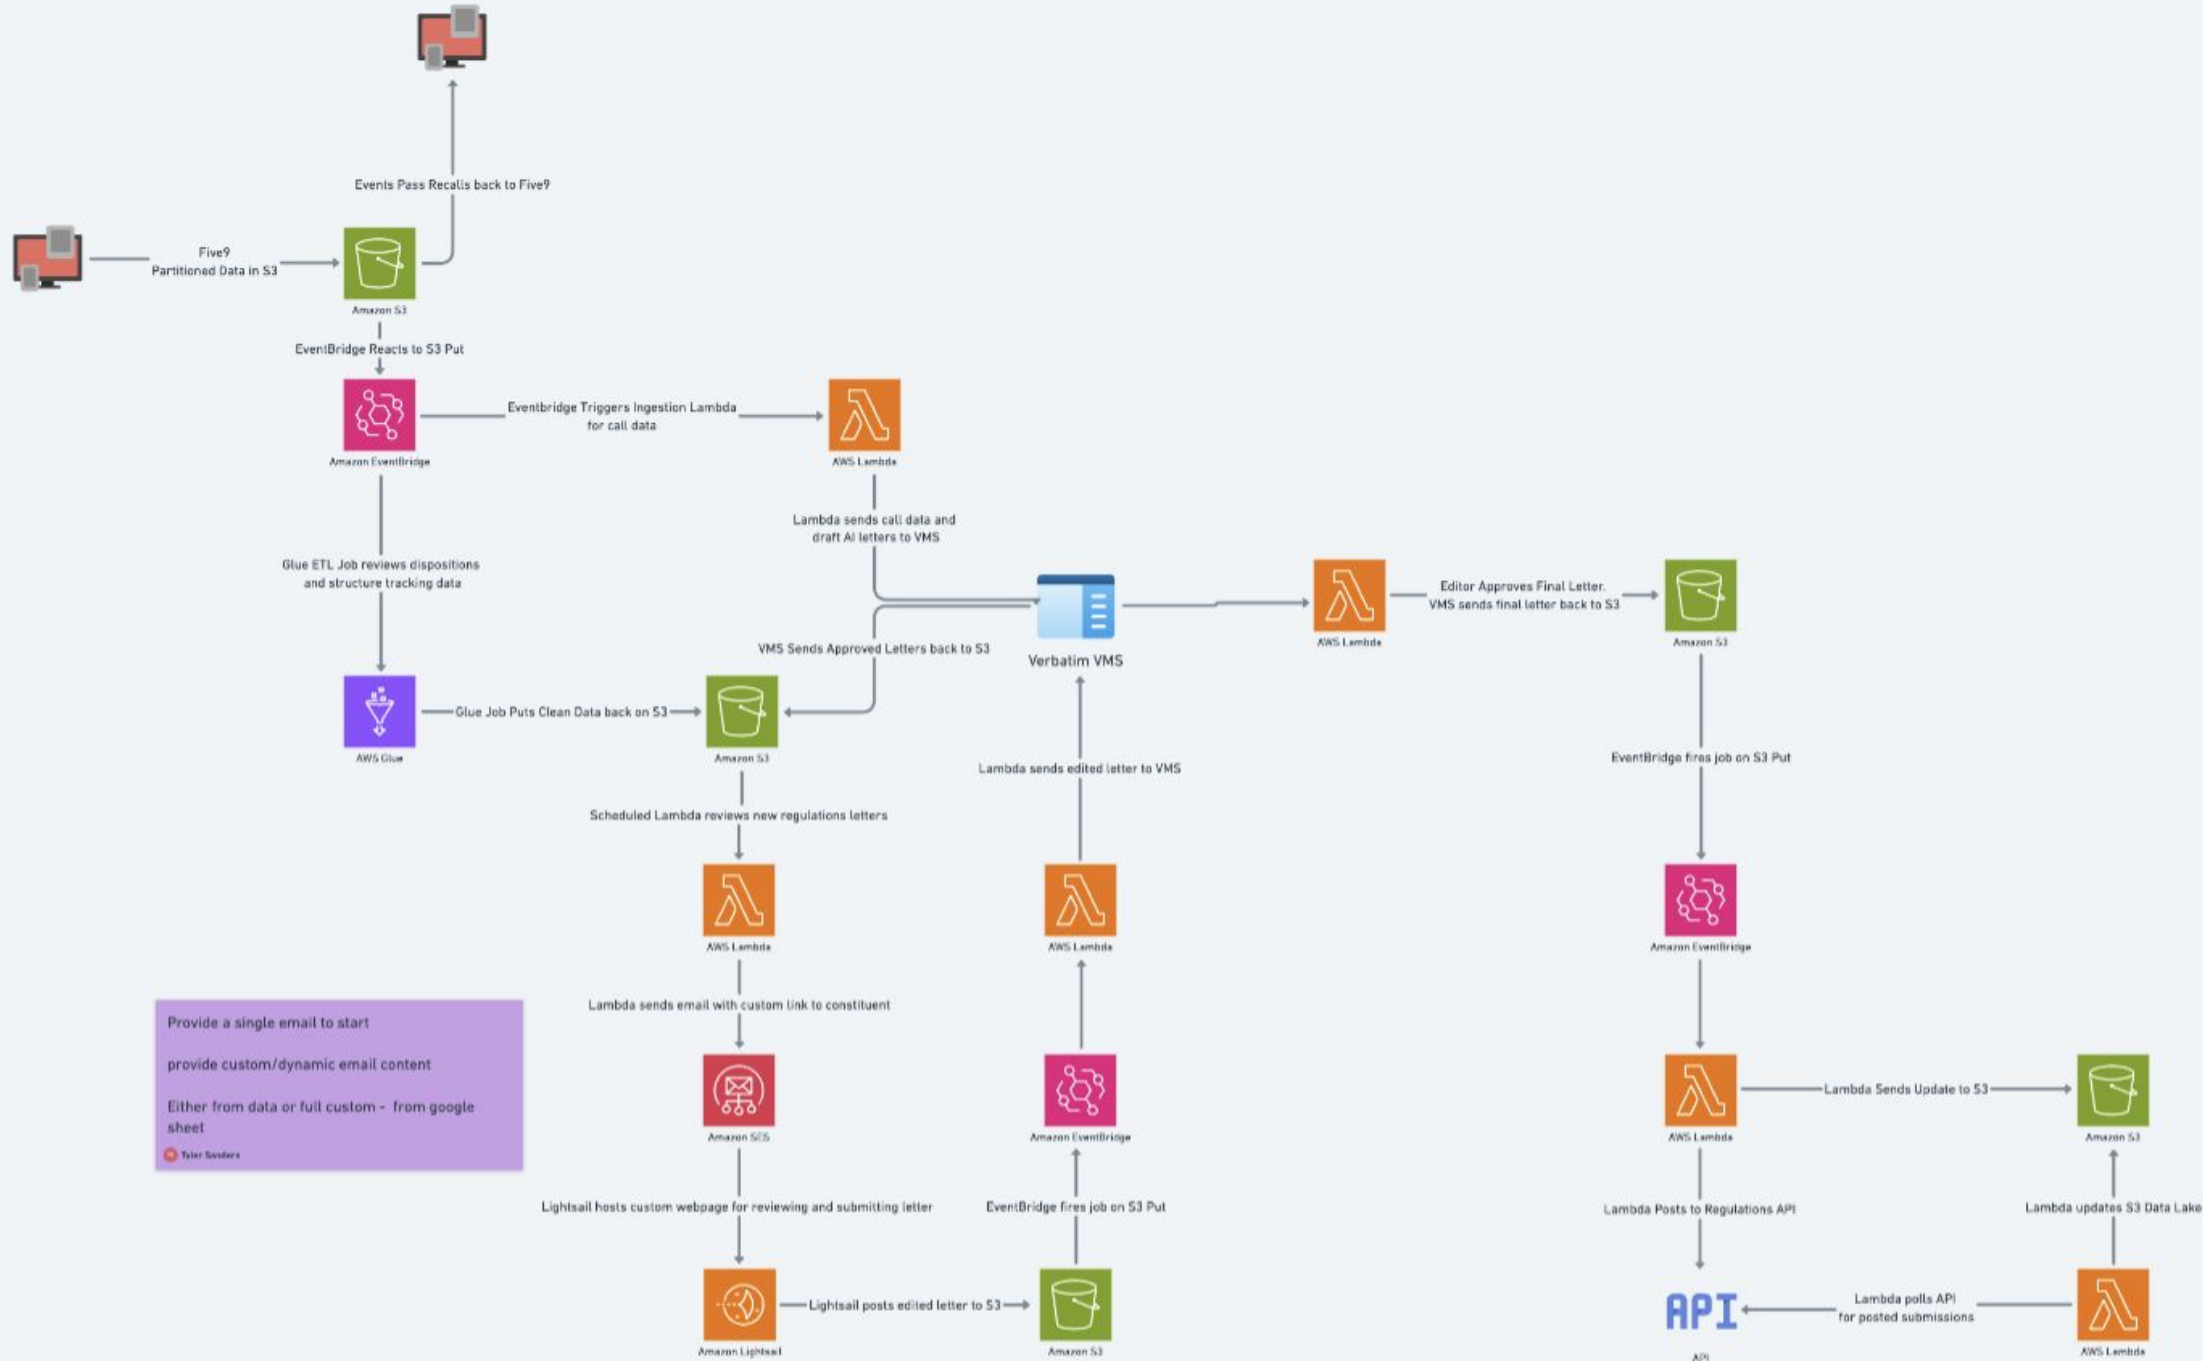 Events Pass Recalls back to Five9
Five9
Partitioned Data in S3
Amazon S3
EventBridge Reacts to S3 Put
Eventbridge Triggers Ingestion Lambda
for call data
Amazon EventBridge
AWS Lambda
Lambda sends call data and
draft AI letters to VMS
Glue ETL Job reviews dispositions
and structure tracking data
Editor Approves Final Letter.
VMS sends final letter back to S3
AWS Lambda
Amazon S3
VMS Sends Approved Letters back to S3
Verbatim VMS
Glue Job Puts Clean Data back on S3
AWS Glue
Amazon S3
Lambda sends edited letter to VMS
EventBridge fires job on S3 Put
Scheduled Lambda reviews new regulations letters
AWS Lambda
AWS Lambda
Amazon EventBridge
Lambda sends email with custom link to constituent
Provide a single email to start
provide custom/dynamic email content
Either from data or full custom - from google
sheet
Tyler Sanders
Amazon SES
Amazon EventBridge
Lambda Sends Update to S3
AWS Lambda
Amazon S3
Lightsail hosts custom webpage for reviewing and submitting letter
EventBridge fires job on S3 Put
Lambda Posts to Regulations API
Lambda updates S3 Data Lake
Lightsail posts edited letter to S3
API
Lambda polls API
for posted submissions
Amazon Lightsail
Amazon S3
API
AWS Lambda